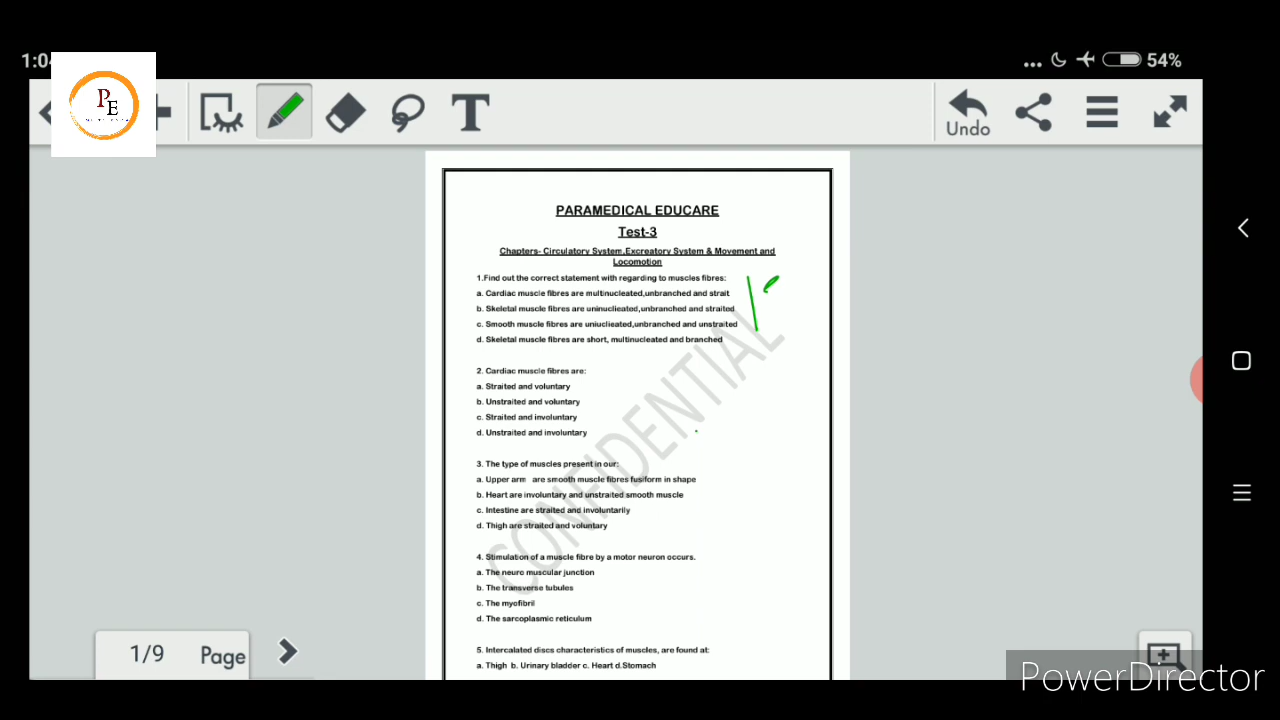 1:04
54%
PE
T
Undo
PARAMEDICAL EDUCARE
Test-3
Chapters- Circulatory System,Excreatory System & Movement and
Locomotion
1.Find out the correct statement with regarding to muscles fibres:
a. Cardiac muscle fibres are multinucleated,unbranched and strait
b. Skeletal muscle fibres are uninuclieated,unbranched and straited
c. Smooth muscle fibres are uniuclieated,unbranched and unstraited
d. Skeletal muscle fibres are short, multinucleated and branched
2. Cardiac muscle fibres are:
a. Straited and voluntary
b. Unstraited and voluntary
c. Straited and involuntary
d. Unstraited and involuntary
3. The type of muscles present in our:
a. Upper arm are smooth muscle fibres fusiform in shape
b. Heart are involuntary and unstraited smooth muscle
c. Intestine are straited and involuntarily
d. Thigh are straited and voluntary
4. Stimulation of a muscle fibre by a motor neuron occurs.
a. The neuro muscular junction
b. The transverse tubules
c. The myofibril
d. The sarcoplasmic reticulum
5. Intercalated discs characteristics of muscles, are found at:
a. Thigh b. Urinary bladder c. Heart d.Stomach
CONFIDENTIAL
1/9 Page
PowerDirector